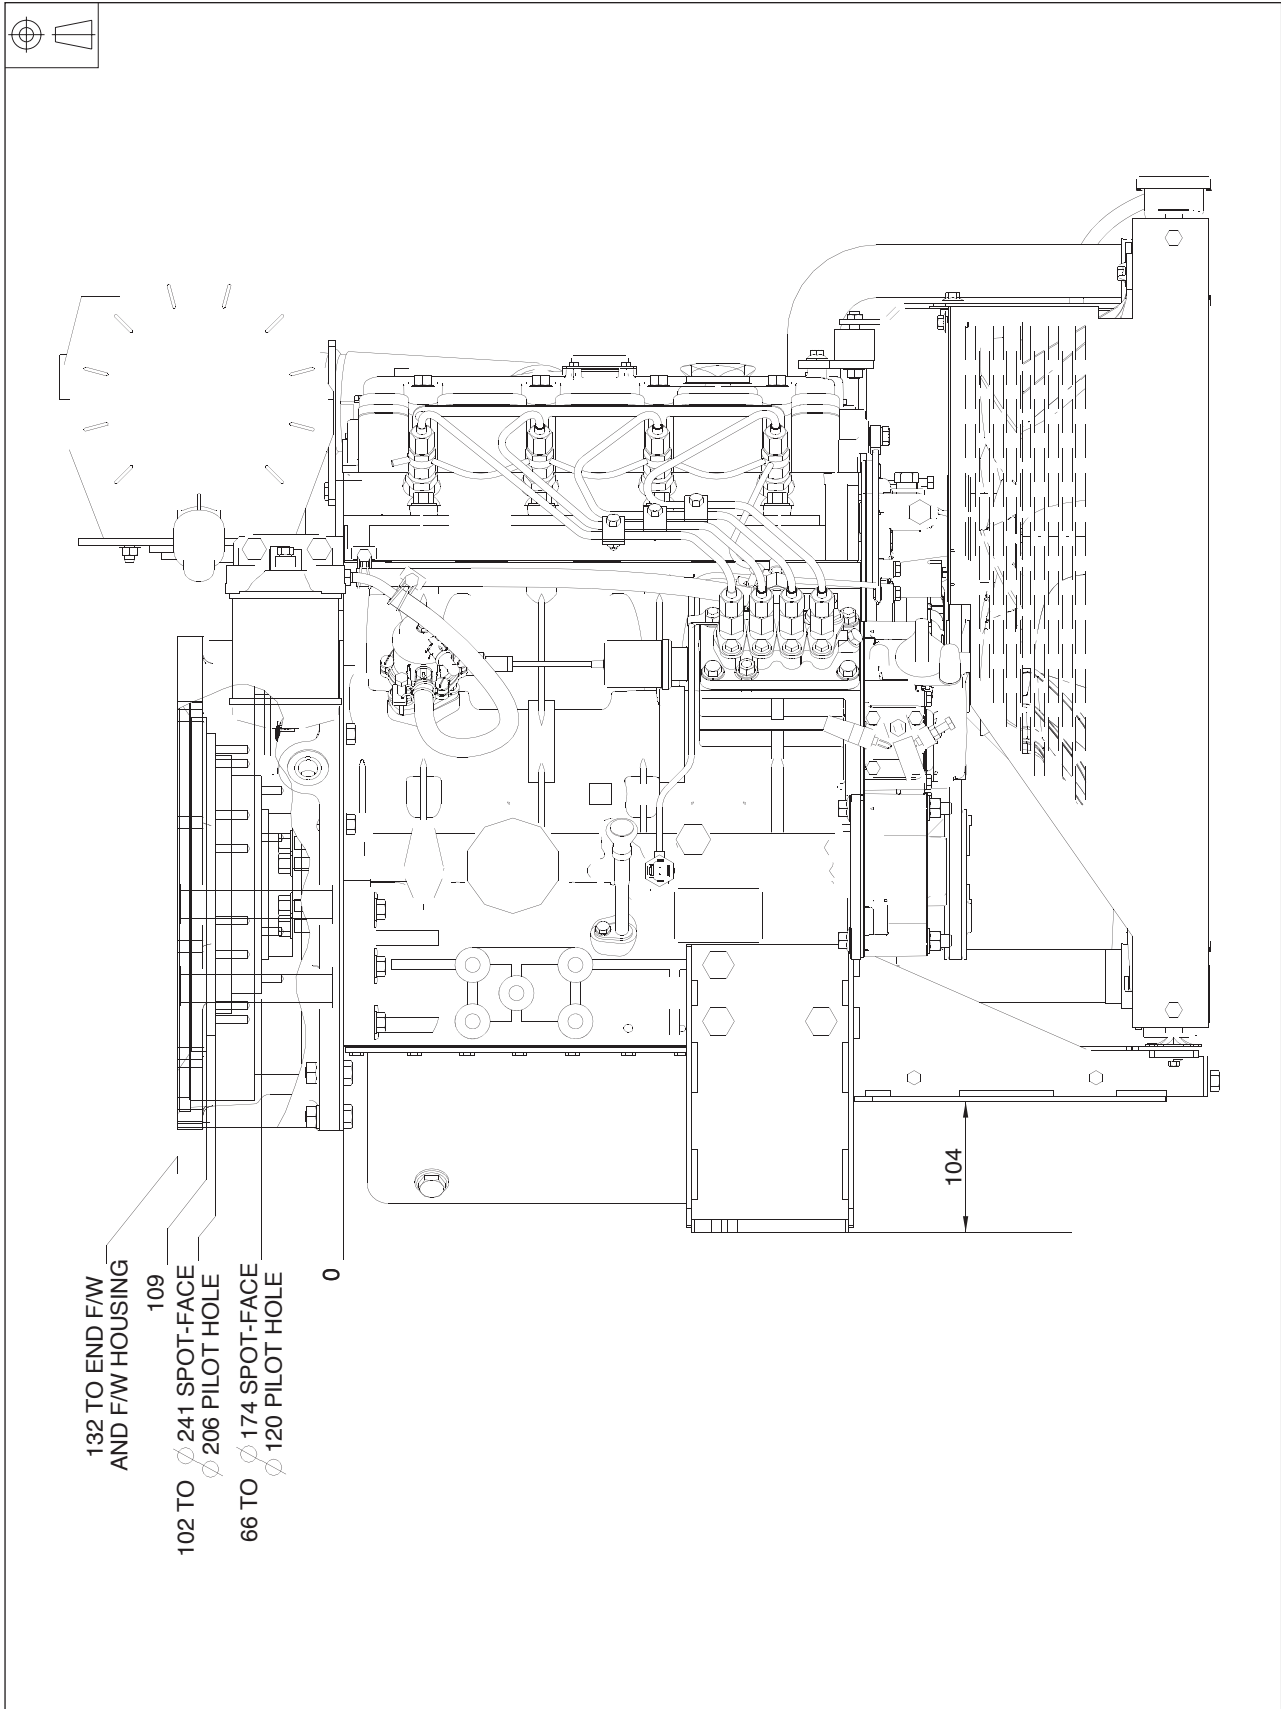 132 TO END F/W
AND F/W HOUSING
109
102 TO ⌀ 241 SPOT-FACE
⌀ 206 PILOT HOLE
66 TO ⌀ 174 SPOT-FACE
⌀ 120 PILOT HOLE
0
104